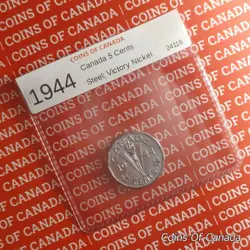 COINS OF CANADA
1944
Canada 5 Cents
Steel; Victory Nickel
24116
COINS OF CANADA
Coins Of Canada